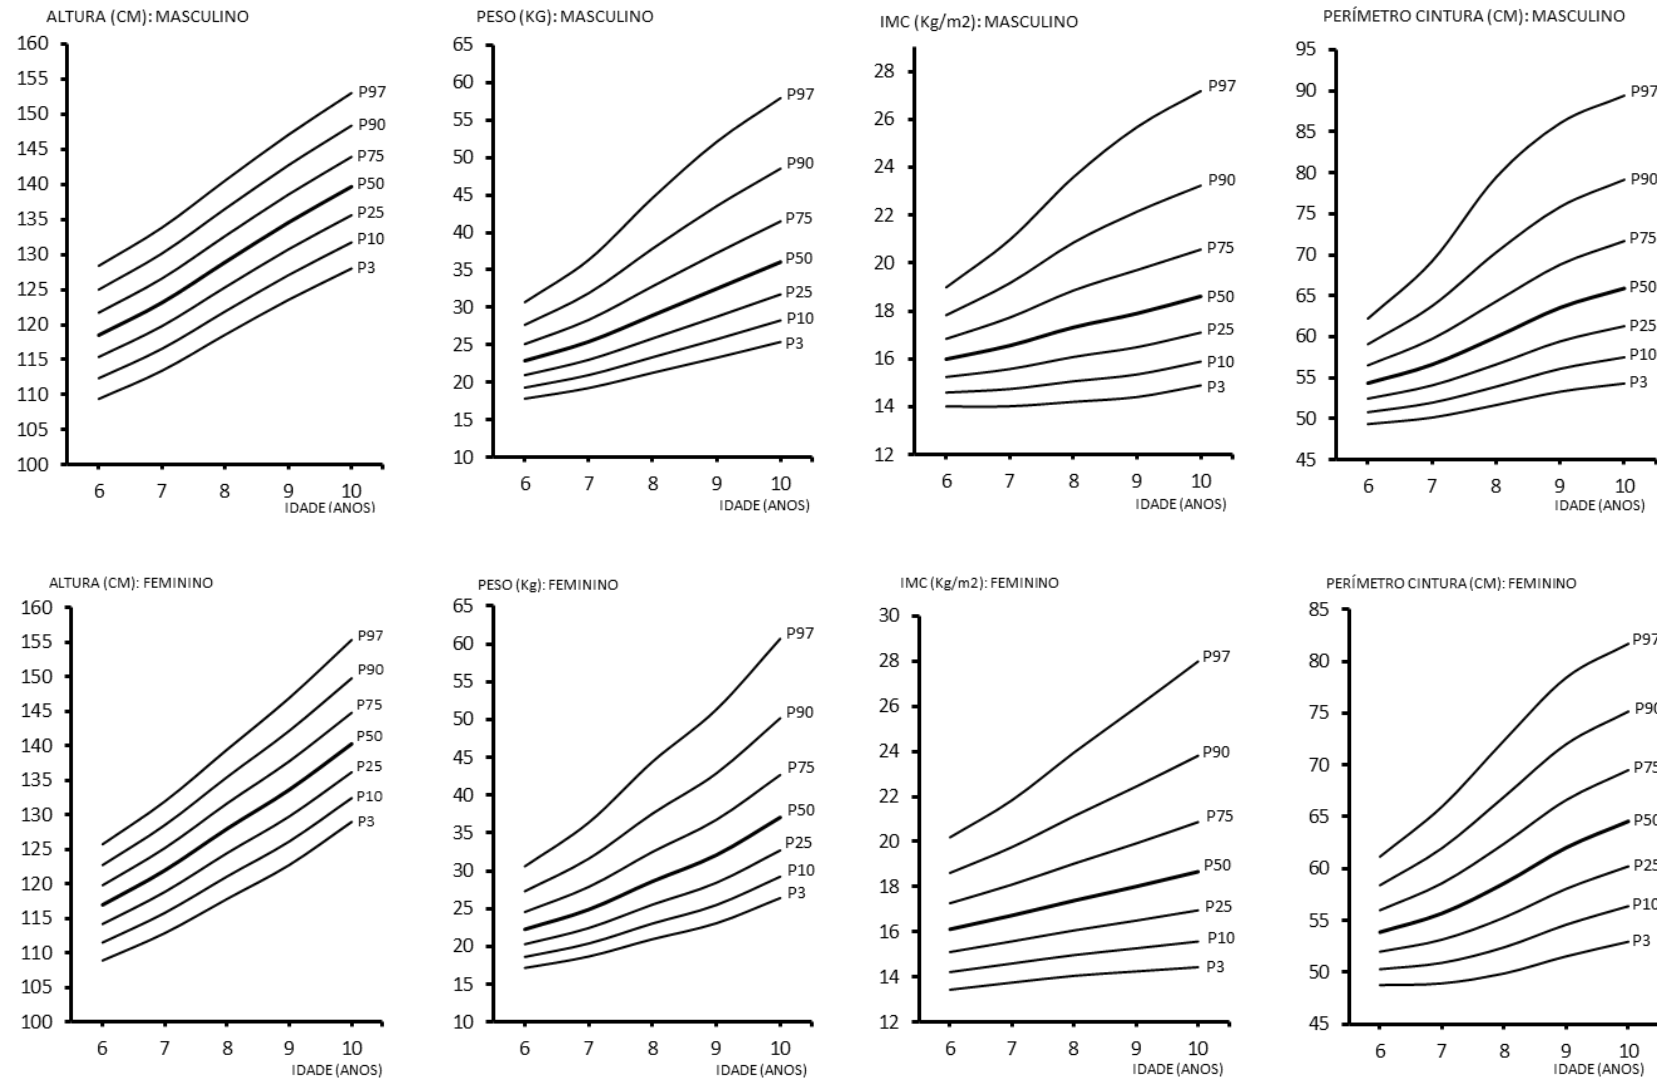 ALTURA (CM): MASCULINO
160
155
150
145
140
135
130
125
120
115
110
105
100
P97
P90
P75
P50
P25
P10
P3
6 7 8 9 10
IDADE (ANOS)
PESO (KG): MASCULINO
65
60
55
50
45
40
35
30
25
20
15
10
P97
P90
P75
P50
P25
P10
P3
6 7 8 9 10
IDADE (ANOS)
IMC (Kg/m2): MASCULINO
28
26
24
22
20
18
16
14
12
P97
P90
P75
P50
P25
P10
P3
6 7 8 9 10
IDADE (ANOS)
PERÍMETRO CINTURA (CM): MASCULINO
95
90
85
80
75
70
65
60
55
50
45
P97
P90
P75
P50
P25
P10
P3
6 7 8 9 10
IDADE (ANOS)
ALTURA (CM): FEMININO
160
155
150
145
140
135
130
125
120
115
110
105
100
P97
P90
P75
P50
P25
P10
P3
6 7 8 9 10
IDADE (ANOS)
PESO (Kg): FEMININO
65
60
55
50
45
40
35
30
25
20
15
10
P97
P90
P75
P50
P25
P10
P3
6 7 8 9 10
IDADE (ANOS)
IMC (Kg/m2): FEMININO
30
28
26
24
22
20
18
16
14
12
P97
P90
P75
P50
P25
P10
P3
6 7 8 9 10
IDADE (ANOS)
PERÍMETRO CINTURA (CM): FEMININO
85
80
75
70
65
60
55
50
45
P97
P90
P75
P50
P25
P10
P3
6 7 8 9 10
IDADE (ANOS)